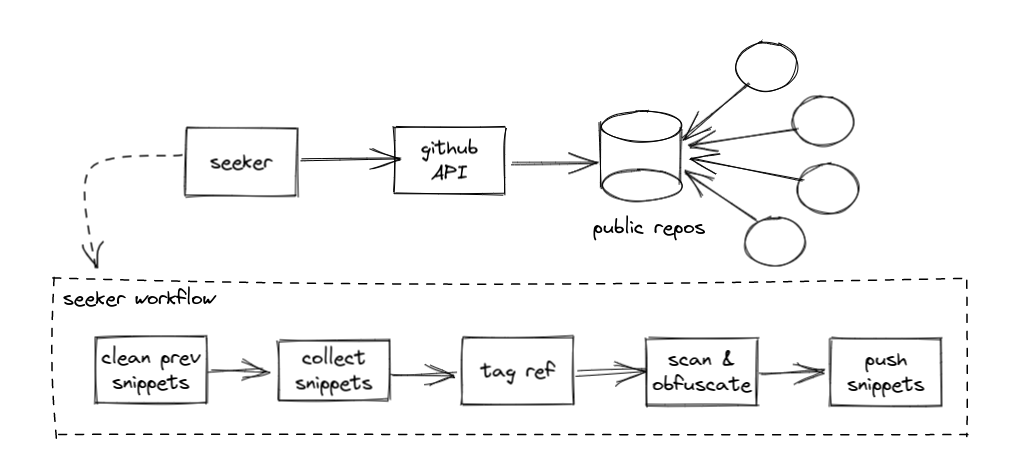 seeker
github
API
public repos
seeker workflow
clean prev
snippets
collect
snippets
tag ref
scan &
obfuscate
push
snippets